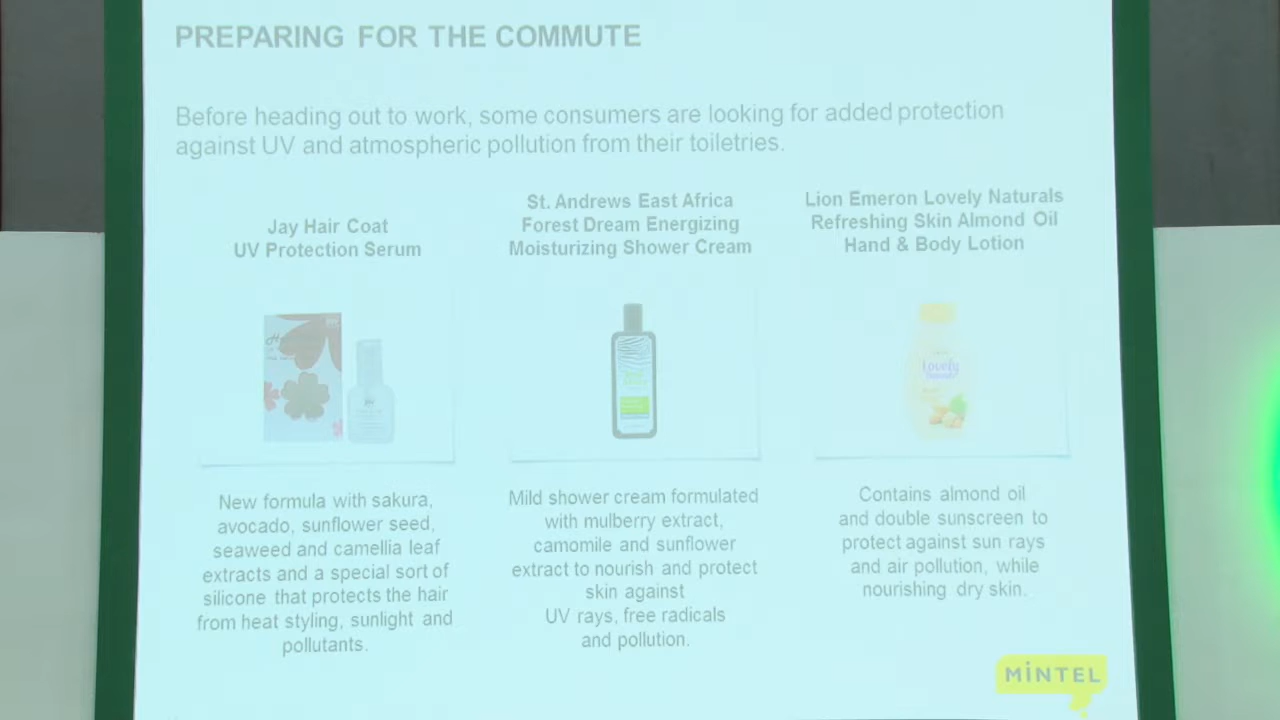 PREPARING FOR THE COMMUTE
Before heading out to work, some consumers are looking for added protection
against UV and atmospheric pollution from their toiletries.
Jay Hair Coat
UV Protection Serum
New formula with sakura,
avocado, sunflower seed,
seaweed and camellia leaf
extracts and a special sort of
silicone that protects the hair
from heat styling, sunlight and
pollutants.
St. Andrews East Africa
Forest Dream Energizing
Moisturizing Shower Cream
Mild shower cream formulated
with mulberry extract,
camomile and sunflower
extract to nourish and protect
skin against
UV rays, free radicals
and pollution.
Lion Emeron Lovely Naturals
Refreshing Skin Almond Oil
Hand & Body Lotion
Lovely
Contains almond oil
and double sunscreen to
protect against sun rays
and air pollution, while
nourishing dry skin.
MiNTEL